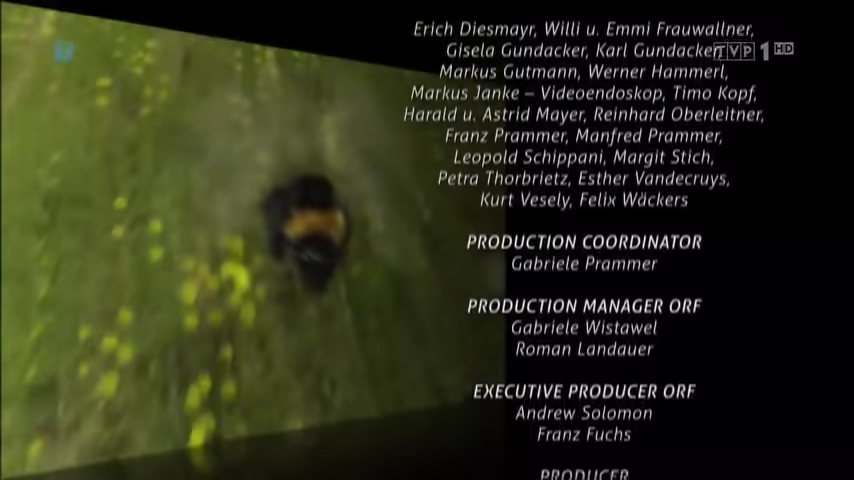 Erich Diesmayr, Willi u. Emmi Frauwallner,
Gisela Gundacker, Karl Gundacker,
TVP 1 HD
Markus Gutmann, Werner Hammerl,
Markus Janke – Videoendoskop, Timo Kopf,
Harald u. Astrid Mayer, Reinhard Oberleitner,
Franz Prammer, Manfred Prammer,
Leopold Schippani, Margit Stich,
Petra Thorbrietz, Esther Vandecruys,
Kurt Vesely, Felix Wäckers
PRODUCTION COORDINATOR
Gabriele Prammer
PRODUCTION MANAGER ORF
Gabriele Wistawel
Roman Landauer
EXECUTIVE PRODUCER ORF
Andrew Solomon
Franz Fuchs
PRODUCER